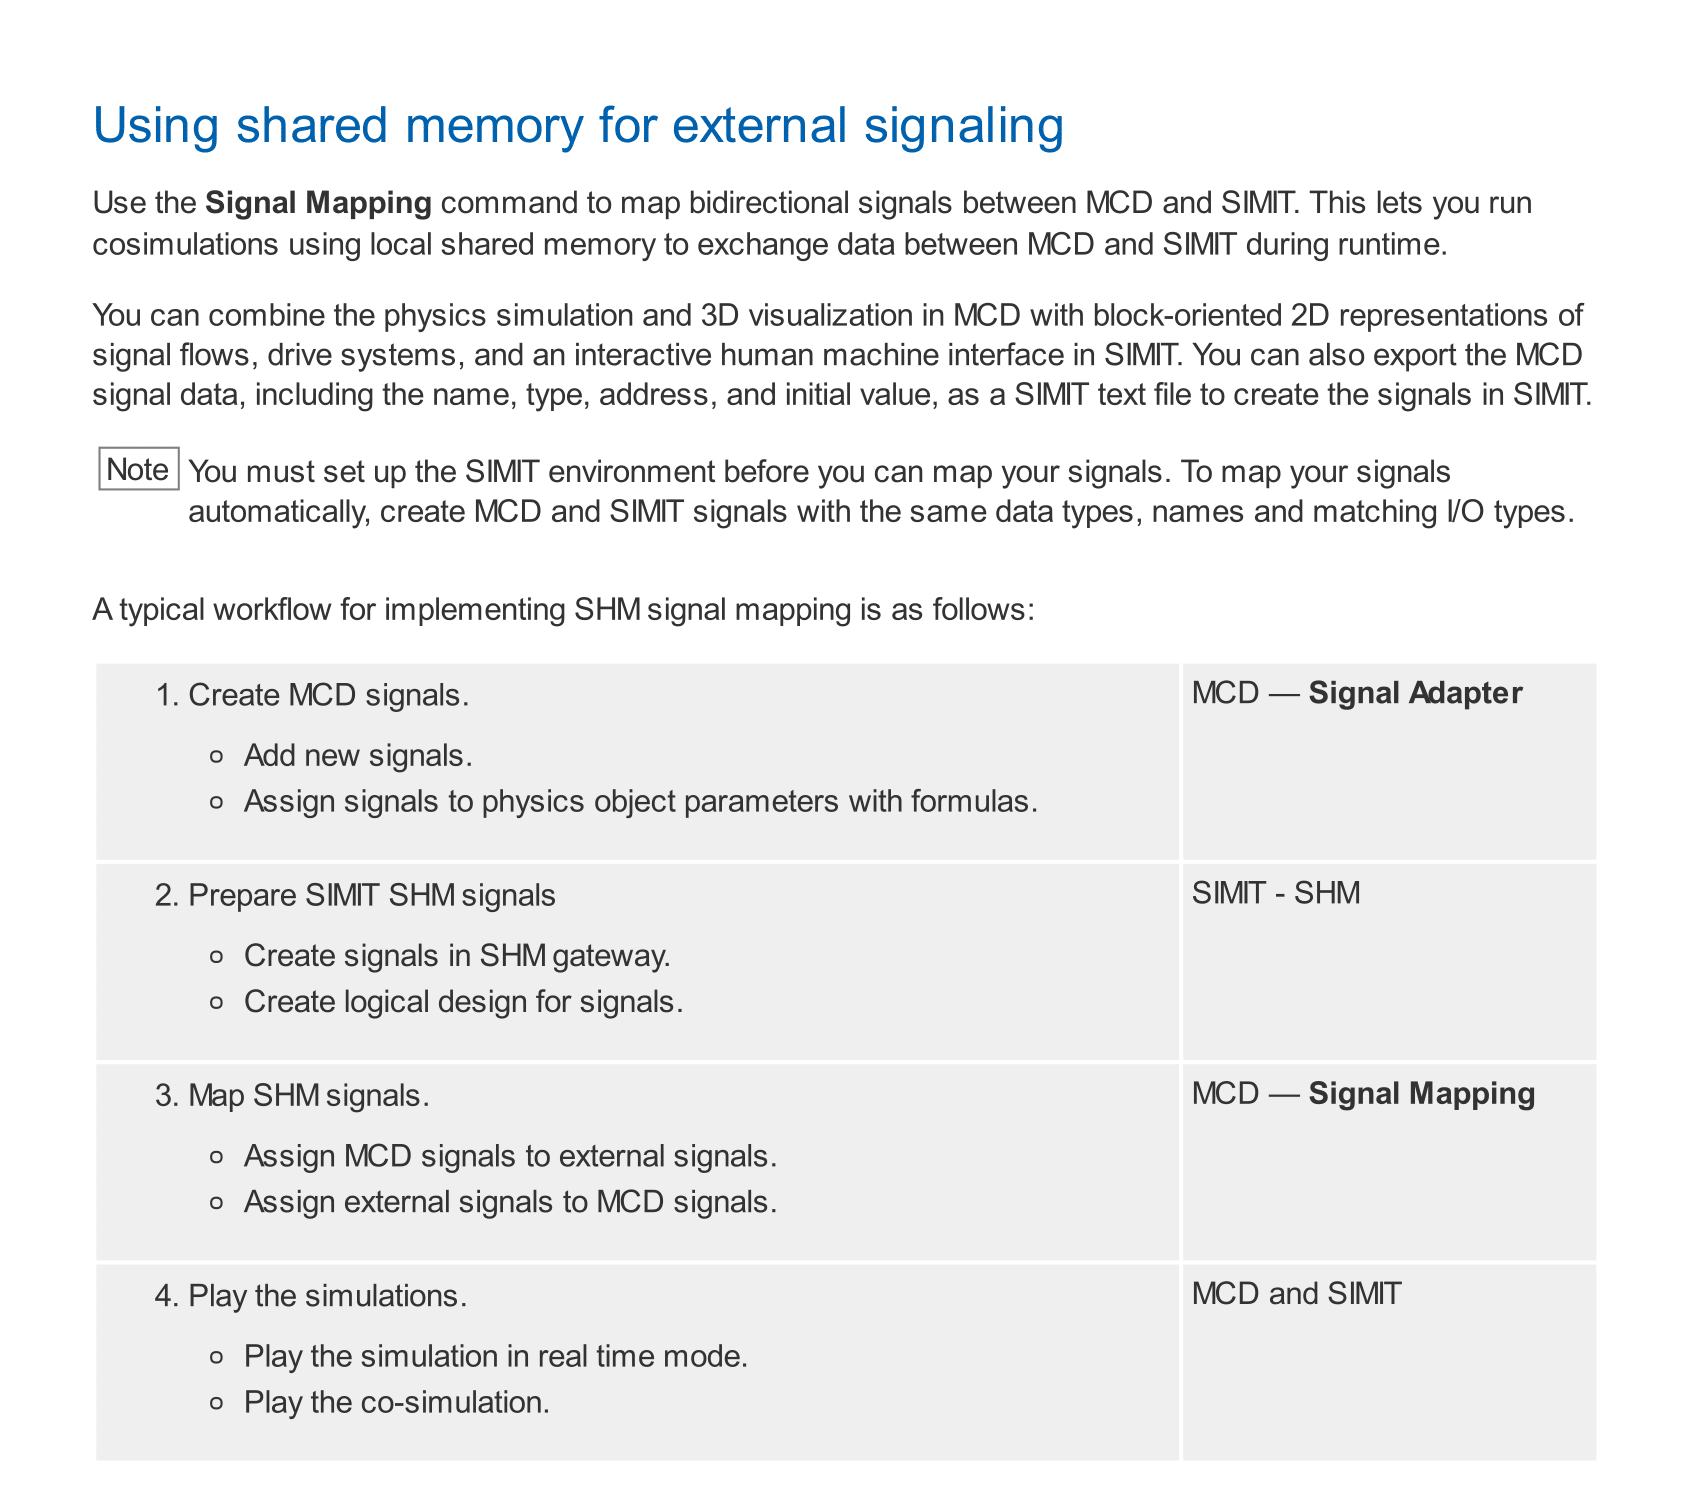 Using shared memory for external signaling
Use the Signal Mapping command to map bidirectional signals between MCD and SIMIT. This lets you run
cosimulations using local shared memory to exchange data between MCD and SIMIT during runtime.
You can combine the physics simulation and 3D visualization in MCD with block-oriented 2D representations of
signal flows, drive systems, and an interactive human machine interface in SIMIT. You can also export the MCD
signal data, including the name, type, address, and initial value, as a SIMIT text file to create the signals in SIMIT.
Note You must set up the SIMIT environment before you can map your signals. To map your signals
automatically, create MCD and SIMIT signals with the same data types, names and matching I/O types.
A typical workflow for implementing SHM signal mapping is as follows:
1. Create MCD signals.
MCD — Signal Adapter
○ Add new signals.
○ Assign signals to physics object parameters with formulas.
2. Prepare SIMIT SHM signals
SIMIT - SHM
○ Create signals in SHM gateway.
○ Create logical design for signals.
3. Map SHM signals.
MCD — Signal Mapping
○ Assign MCD signals to external signals.
○ Assign external signals to MCD signals.
4. Play the simulations.
MCD and SIMIT
○ Play the simulation in real time mode.
○ Play the co-simulation.